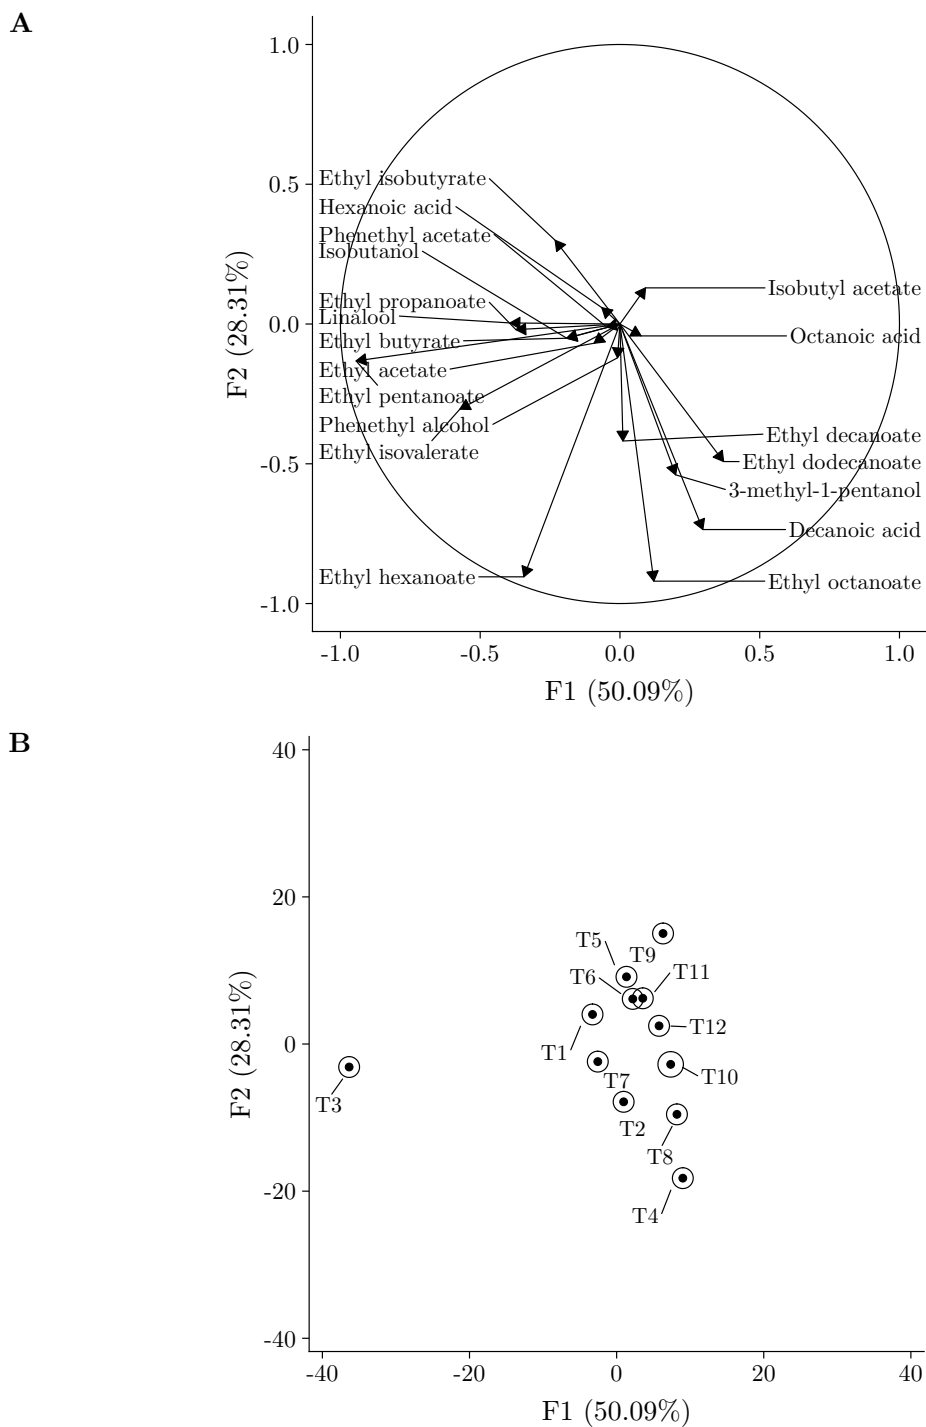 A
1.0
0.5
0.0
-0.5
-1.0
F2 (28.31%)
Ethyl isobutyrate
Hexanoic acid
Phenethyl acetate
Isobutanol
Ethyl propanoate
Linalool
Ethyl butyrate
Ethyl acetate
Ethyl pentanoate
Phenethyl alcohol
Ethyl isovalerate
Ethyl hexanoate
Isobutyl acetate
Octanoic acid
Ethyl decanoate
Ethyl dodecanoate
3-methyl-1-pentanol
Decanoic acid
Ethyl octanoate
-1.0 -0.5 0.0 0.5 1.0
F1 (50.09%)
B
40
20
0
-20
-40
F2 (28.31%)
T5
T9
T6
T11
T1
T12
T7
T10
T3
T2
T8
T4
-40 -20 0 20 40
F1 (50.09%)